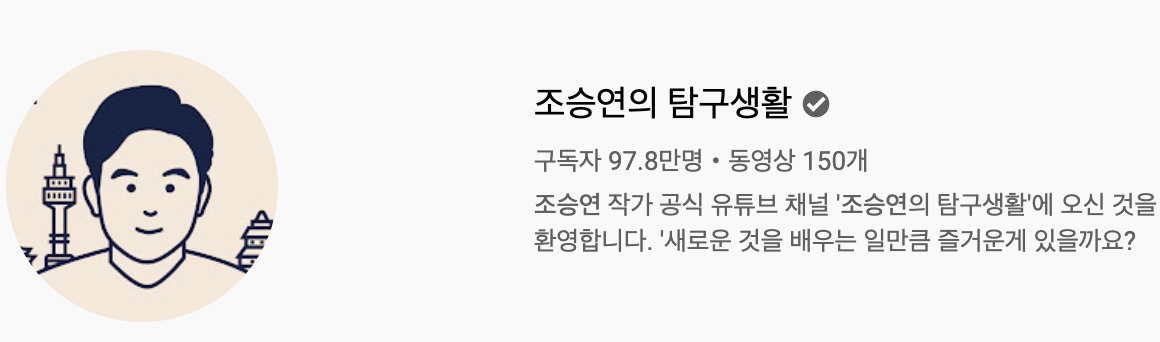 조승연의 탐구생활
구독자 97.8만명 • 동영상 150개
조승연 작가 공식 유튜브 채널 '조승연의 탐구생활'에 오신 것을
환영합니다. '새로운 것을 배우는 일만큼 즐거운게 있을까요?